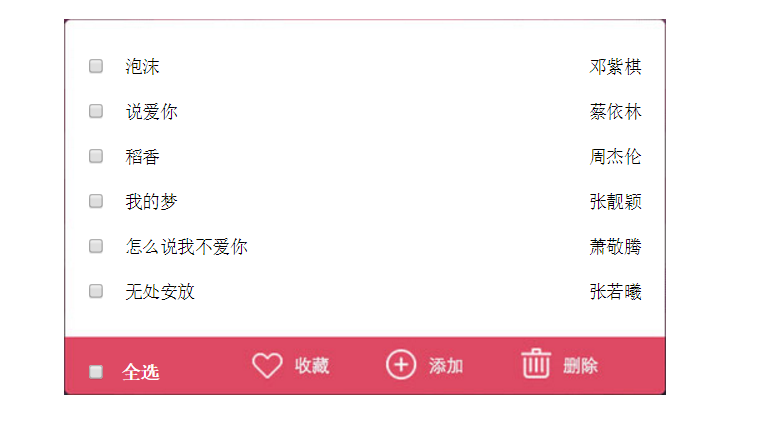 泡沫 邓紫棋
说爱你 蔡依林
稻香 周杰伦
我的梦 张靓颖
怎么说我不爱你 萧敬腾
无处安放 张若曦
全选 收藏 添加 删除